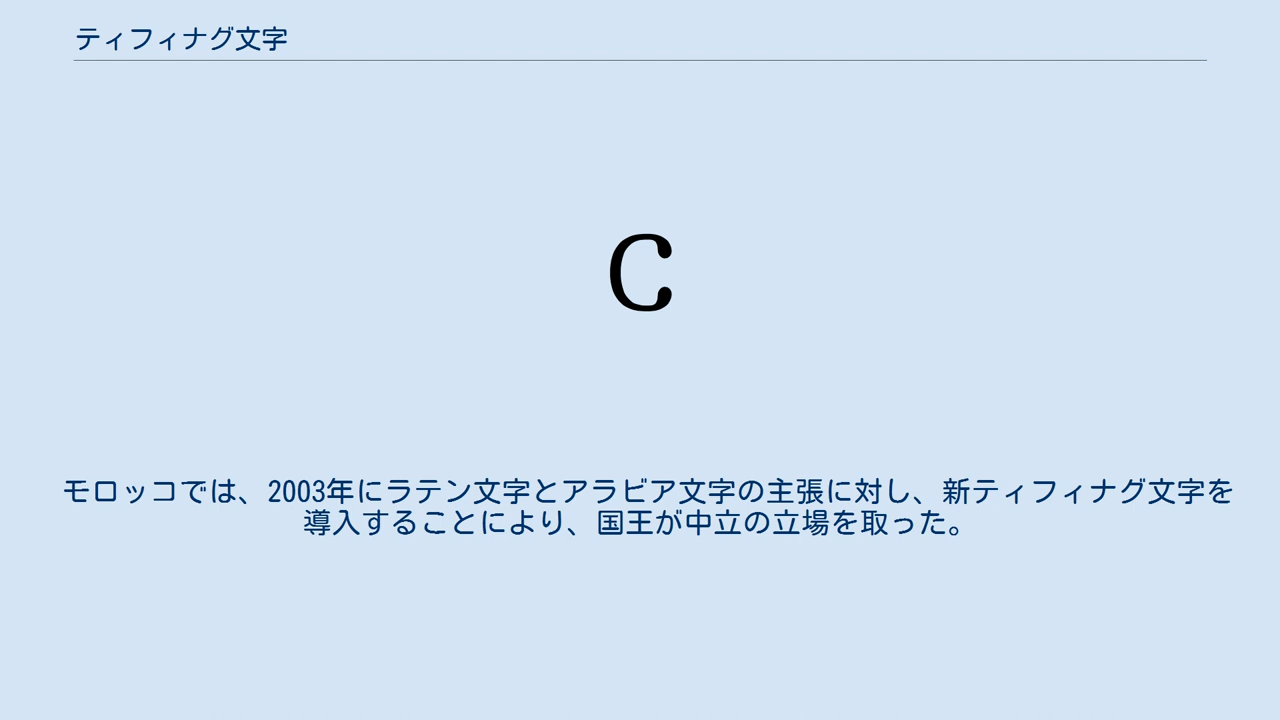 ティフィナグ文字
C
モロッコでは、2003年にラテン文字とアラビア文字の主張に対し、新ティフィナグ文字を
導入することにより、国王が中立の立場を取った。